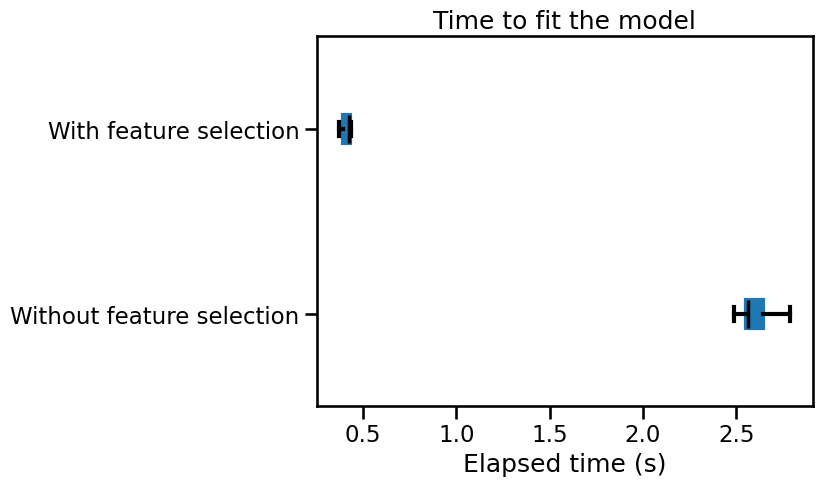 Time to fit the model
With feature selection
Without feature selection
0.5 1.0 1.5 2.0 2.5
Elapsed time (s)